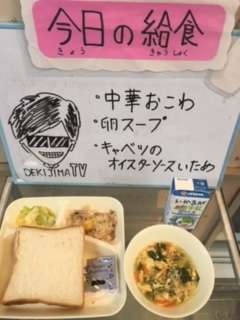 今日の給食
きょう きゅうしょく
・中華おこわ
・卵スープ
・キャベツの
オイスターソースいため
DEKIJIMA TV